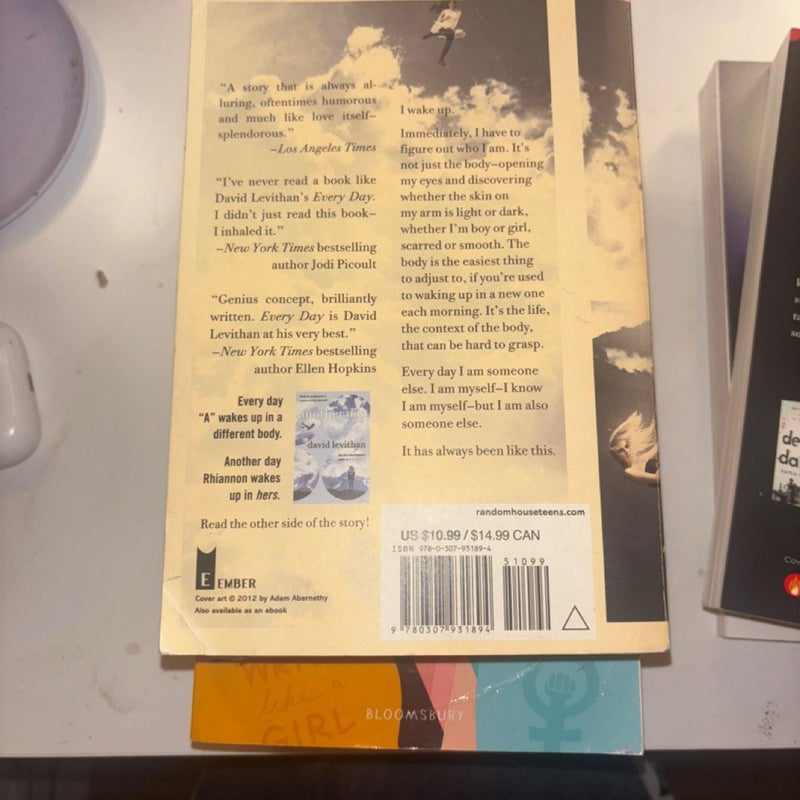 “A story that is always al-
luring, oftentimes humorous
and much like love itself—
splendorous.”
—Los Angeles Times
“I’ve never read a book like
David Levithan’s Every Day.
I didn’t just read this book—
I inhaled it.”
—New York Times bestselling
author Jodi Picoult
“Genius concept, brilliantly
written. Every Day is David
Levithan at his very best.”
—New York Times bestselling
author Ellen Hopkins
Every day
“A” wakes up in a
different body.
Another day
Rhiannon wakes
up in hers.
another day
david levithan
Read the other side of the story!
E EMBER
Cover art © 2012 by Adam Abernethy
Also available as an ebook
I wake up.
Immediately, I have to
figure out who I am. It’s
not just the body—opening
my eyes and discovering
whether the skin on
my arm is light or dark,
whether I’m boy or girl,
scarred or smooth. The
body is the easiest thing
to adjust to, if you’re used
to waking up in a new one
each morning. It’s the life,
the context of the body,
that can be hard to grasp.
Every day I am someone
else. I am myself—I know
I am myself—but I am also
someone else.
It has always been like this.
randomhouseteens.com
US $10.99 / $14.99 CAN
ISBN 978-0-307-93189-4
51099
9 780307 931894
like a
GIRL
BLOOMSBURY